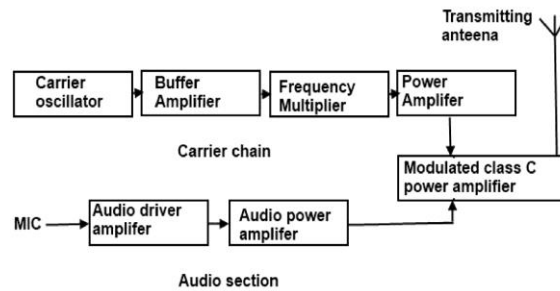 Transmitting
anteena
Carrier
oscillator
Buffer
Amplifier
Frequency
Multiplier
Power
Amplifer
Carrier chain
Modulated class C
power amplifier
MIC
Audio driver
amplifer
Audio power
amplifer
Audio section